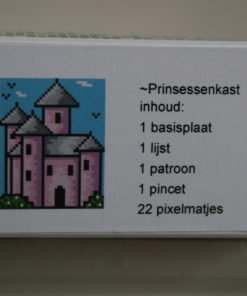 ~Prinsessenkast
inhoud:
1 basisplaat
1 lijst
1 patroon
1 pincet
22 pixelmatjes